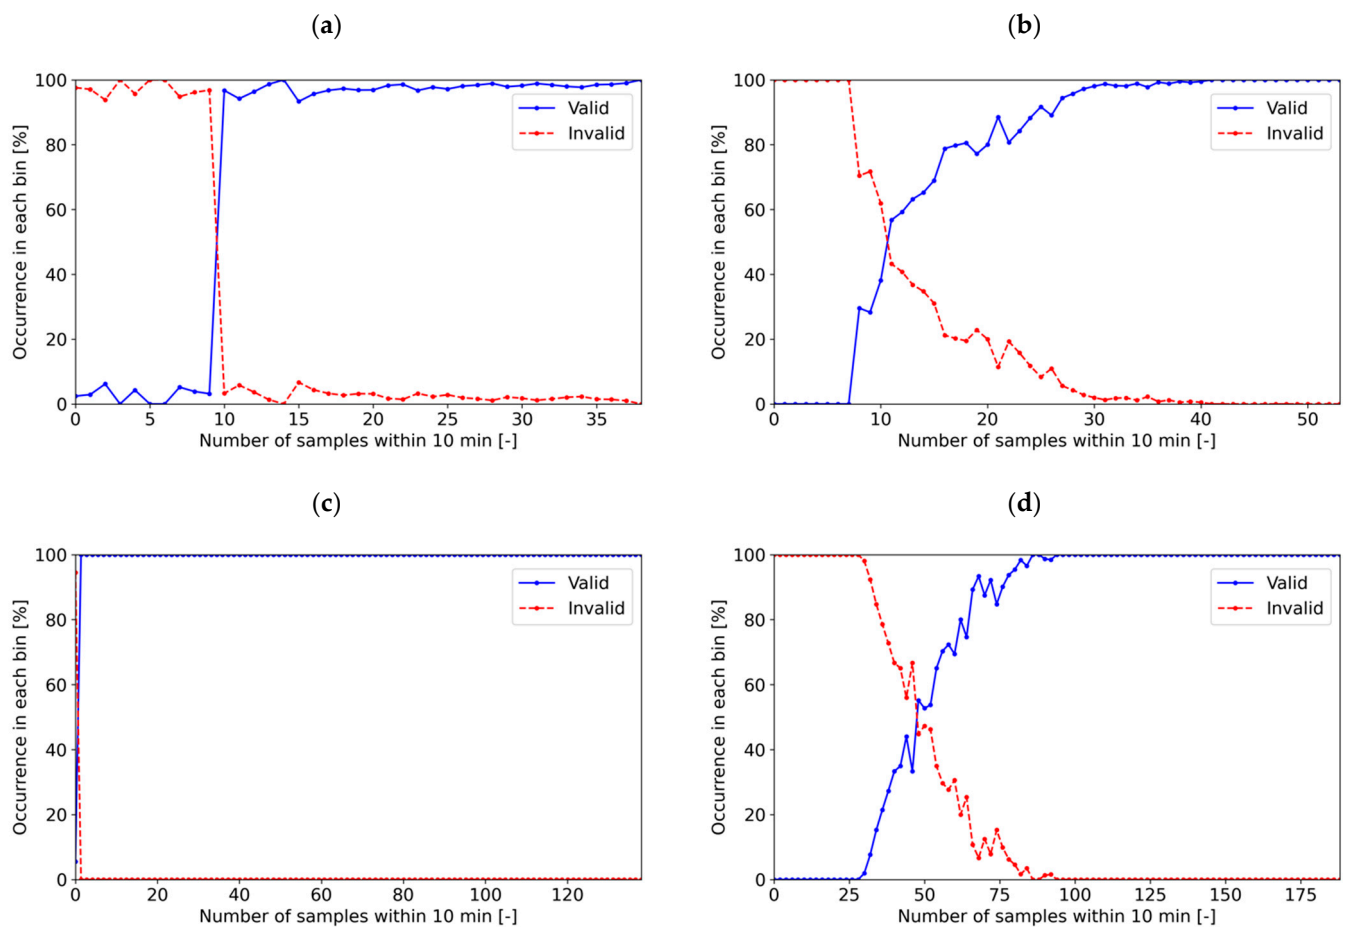 (a)
100
80
60
40
20
0
Occurrence in each bin [%]
Valid
Invalid
0 5 10 15 20 25 30 35
Number of samples within 10 min [-]
(b)
100
80
60
40
20
0
Occurrence in each bin [%]
Valid
Invalid
0 10 20 30 40 50
Number of samples within 10 min [-]
(c)
100
80
60
40
20
0
Occurrence in each bin [%]
Valid
Invalid
0 20 40 60 80 100 120
Number of samples within 10 min [-]
(d)
100
80
60
40
20
0
Occurrence in each bin [%]
Valid
Invalid
0 25 50 75 100 125 150 175
Number of samples within 10 min [-]